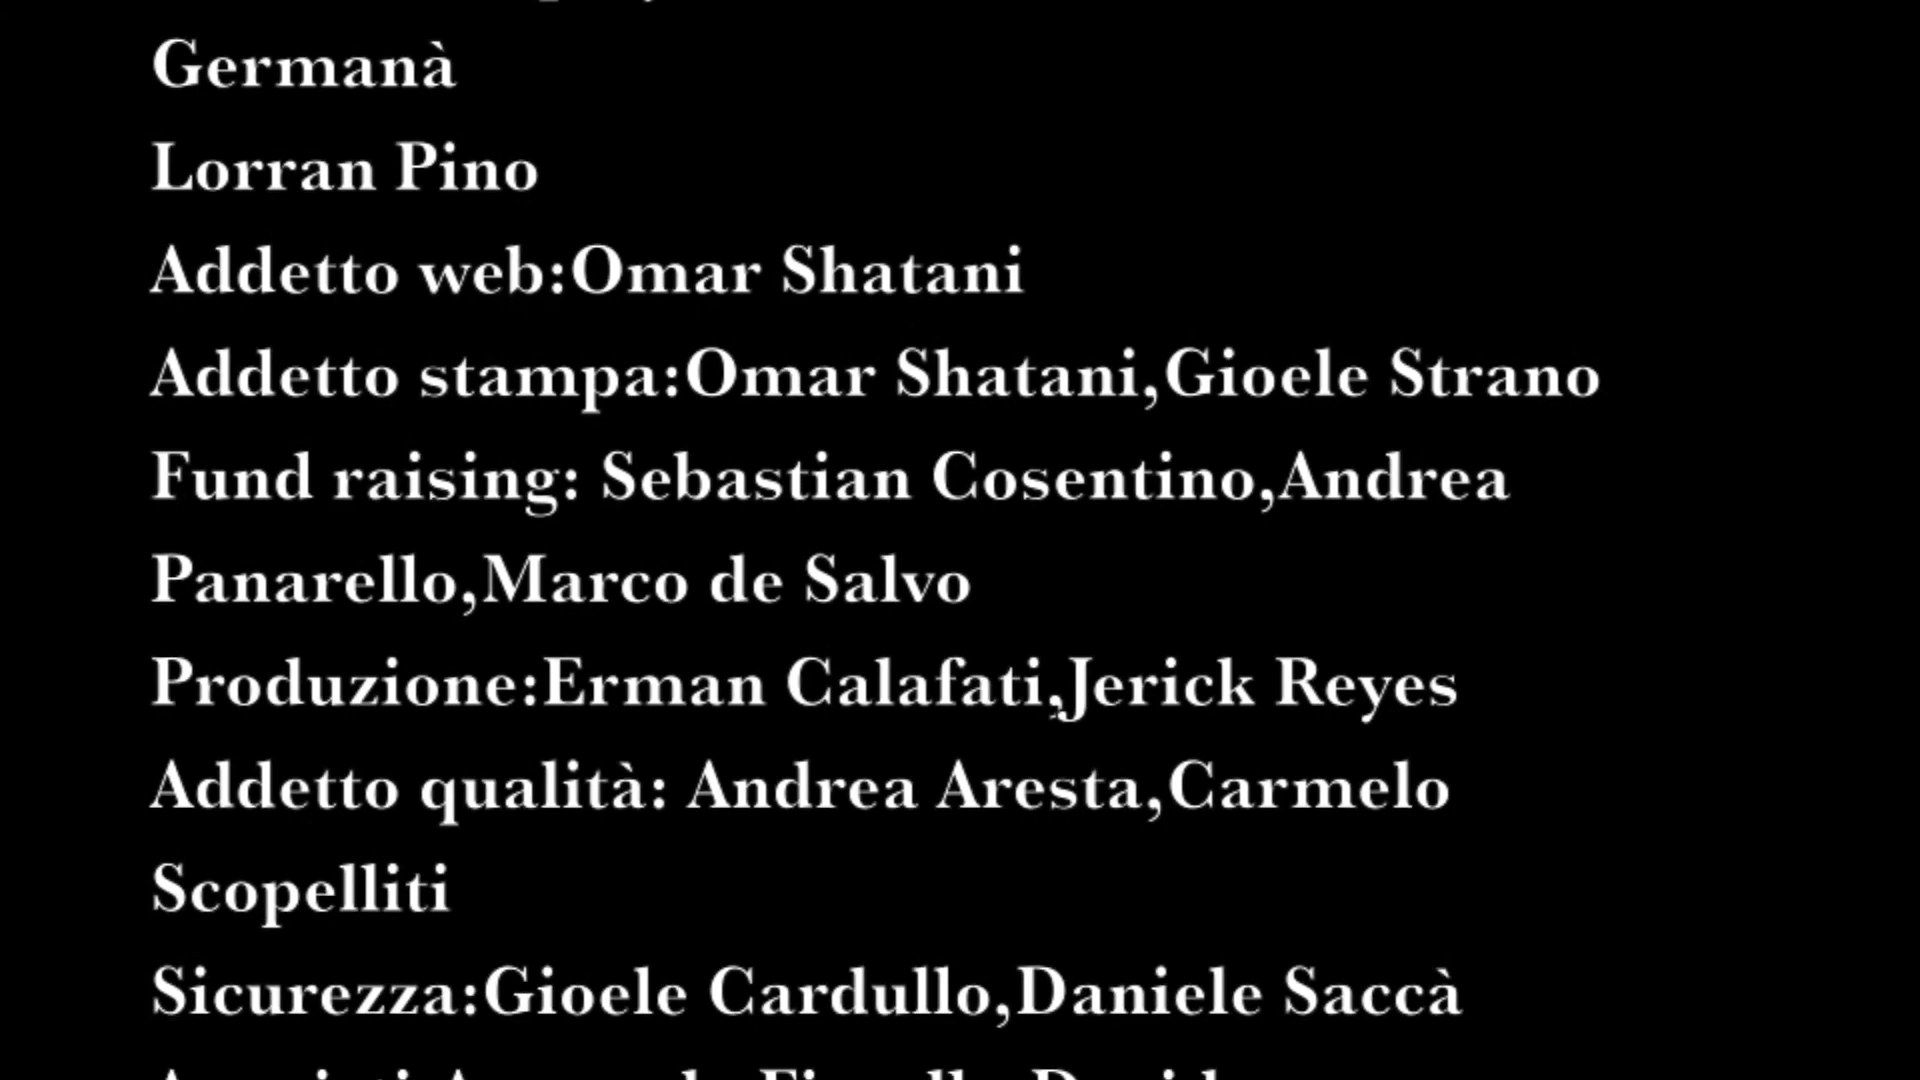 Germanà
Lorran Pino
Addetto web:Omar Shatani
Addetto stampa:Omar Shatani,Gioele Strano
Fund raising: Sebastian Cosentino,Andrea
Panarello,Marco de Salvo
Produzione:Erman Calafati,Jerick Reyes
Addetto qualità: Andrea Aresta,Carmelo
Scopelliti
Sicurezza:Gioele Cardullo,Daniele Saccà